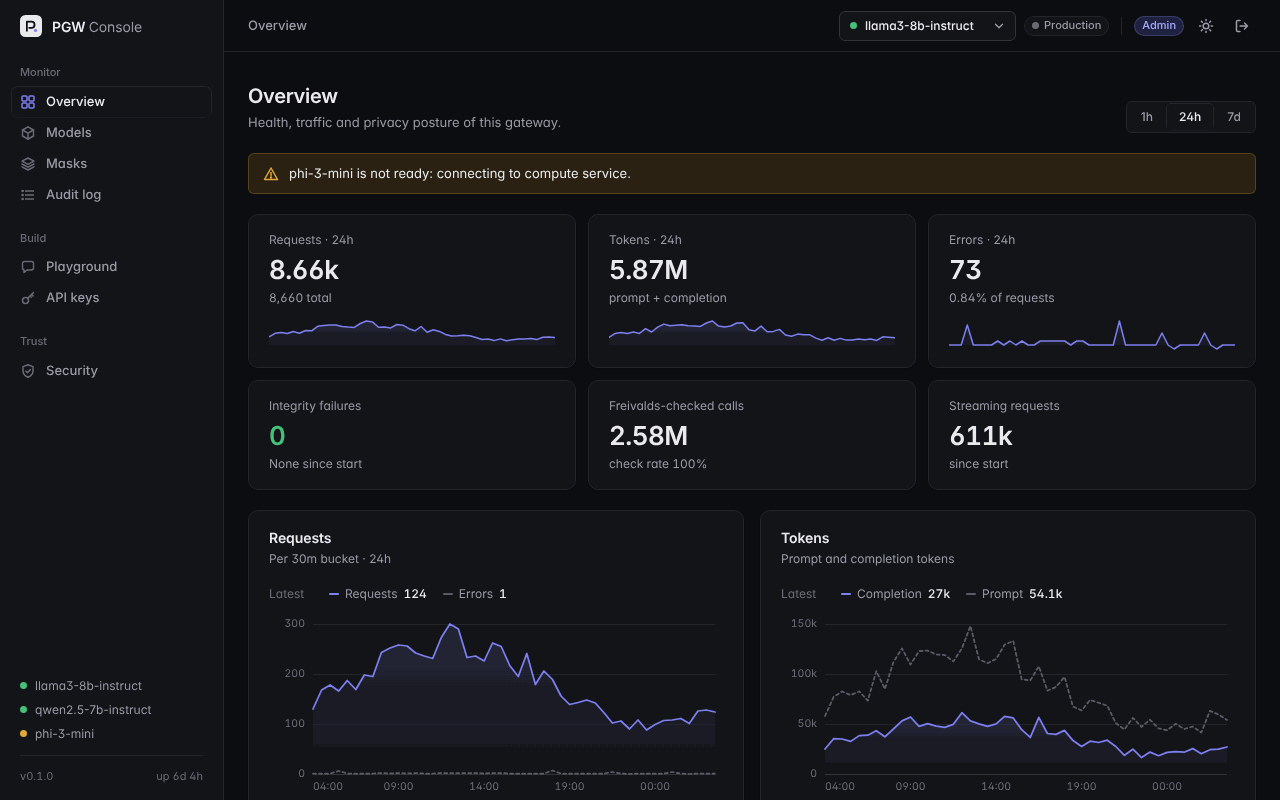 PGW Console
Monitor
Overview
Models
Masks
Audit log
Build
Playground
API keys
Trust
Security
llama3-8b-instruct
qwen2.5-7b-instruct
phi-3-mini
v0.1.0 up 6d 4h
Overview
llama3-8b-instruct
Production
Admin
Overview
Health, traffic and privacy posture of this gateway.
1h 24h 7d
phi-3-mini is not ready: connecting to compute service.
Requests · 24h
8.66k
8,660 total
Tokens · 24h
5.87M
prompt + completion
Errors · 24h
73
0.84% of requests
Integrity failures
0
None since start
Freivalds-checked calls
2.58M
check rate 100%
Streaming requests
611k
since start
Requests
Per 30m bucket · 24h
Latest Requests 124 Errors 1
300
200
100
0
04:00 09:00 14:00 19:00 00:00
Tokens
Prompt and completion tokens
Latest Completion 27k Prompt 54.1k
150k
100k
50k
0
04:00 09:00 14:00 19:00 00:00